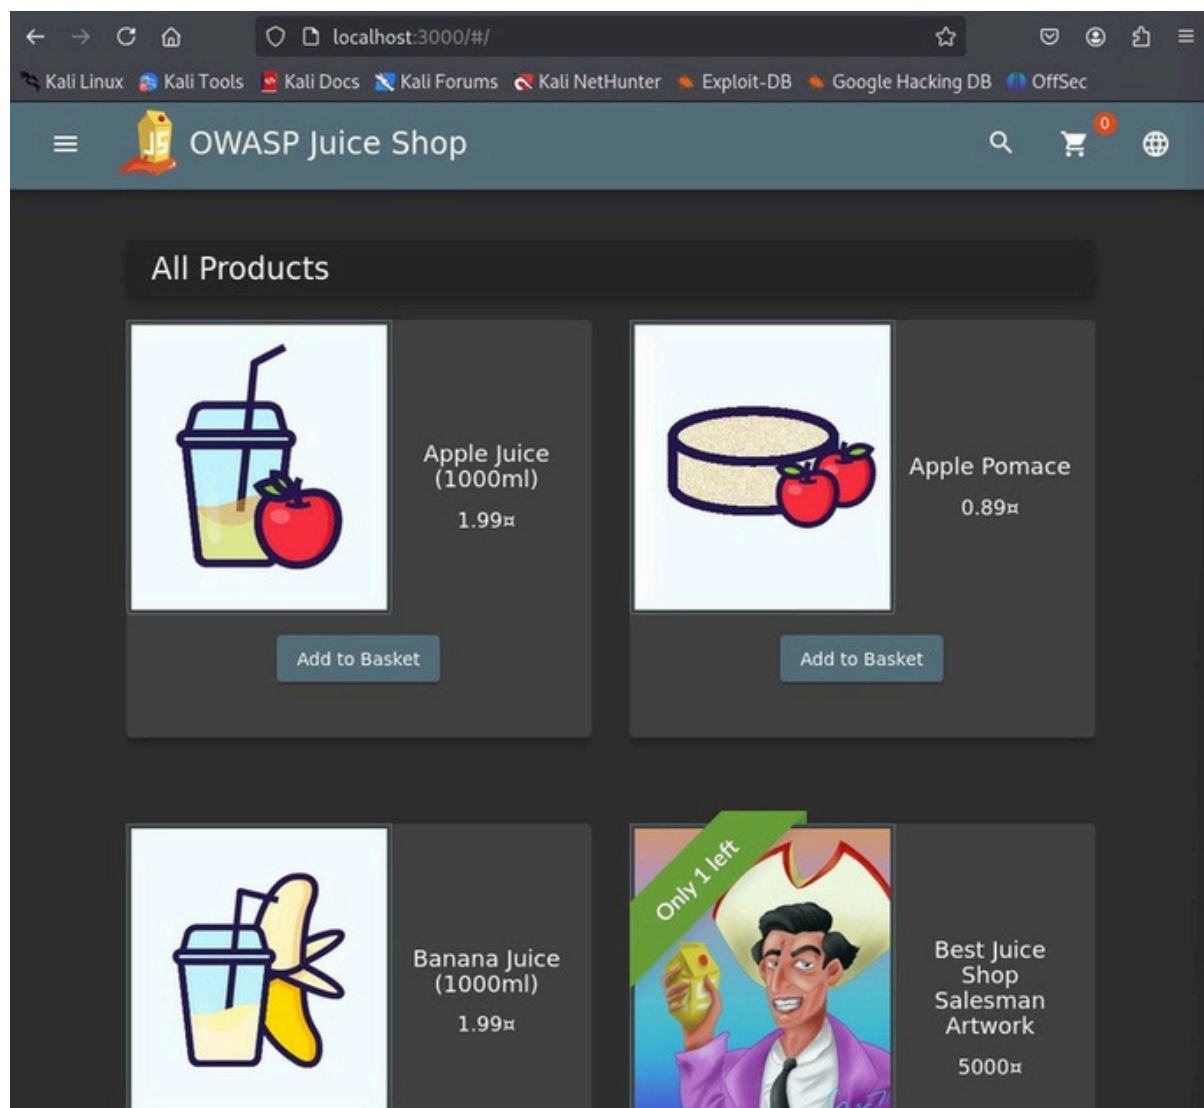 localhost:3000/#/
Kali Linux Kali Tools Kali Docs Kali Forums Kali NetHunter Exploit-DB Google Hacking DB OffSec
JS OWASP Juice Shop 0
All Products
Apple Juice
(1000ml)
1.99¤
Add to Basket
Apple Pomace
0.89¤
Add to Basket
Banana Juice
(1000ml)
1.99¤
Only 1 left
JS
Best Juice
Shop
Salesman
Artwork
5000¤